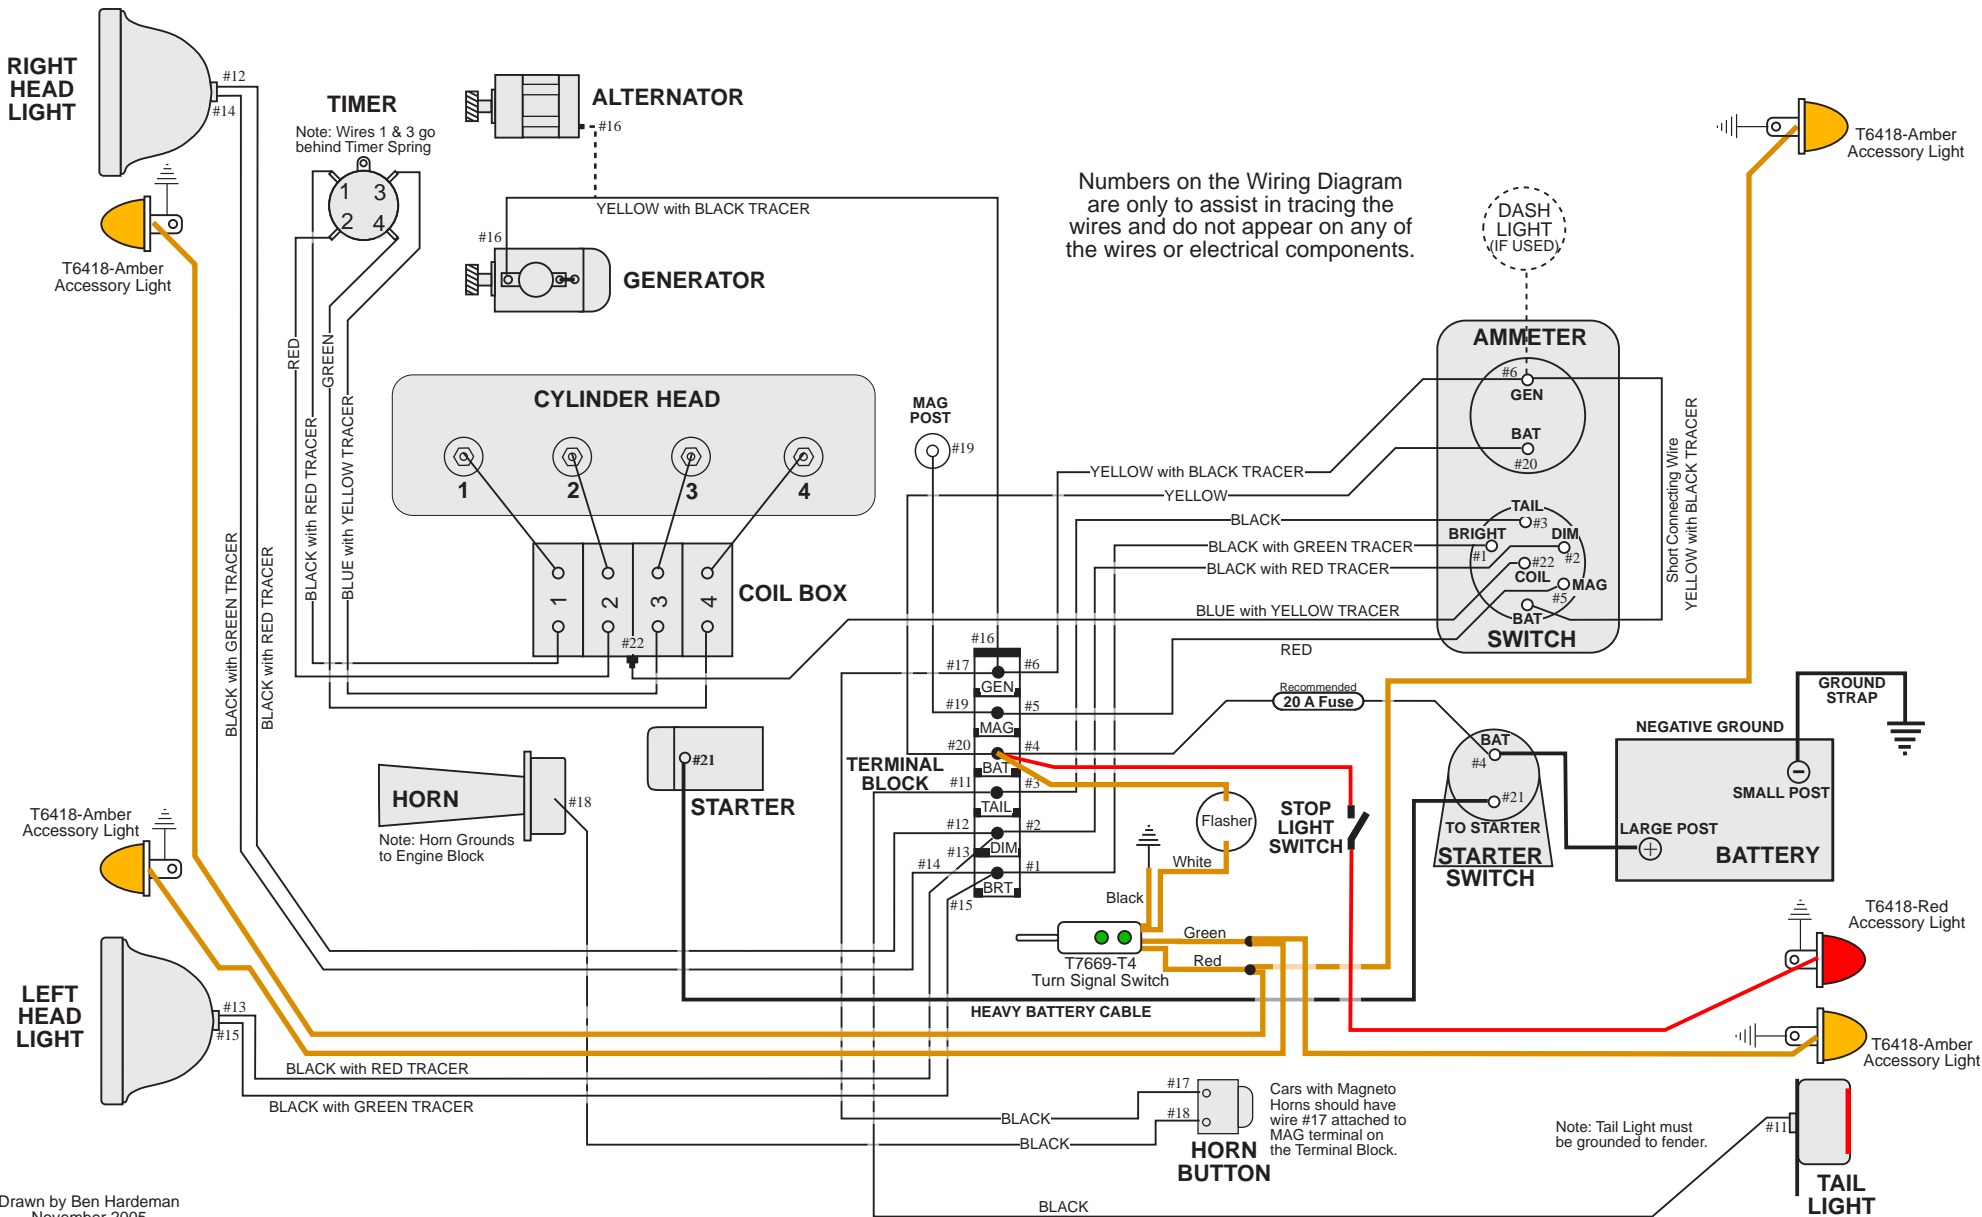 RIGHT
HEAD
LIGHT
#12
#14
T6418-Amber
Accessory Light
TIMER
Note: Wires 1 & 3 go
behind Timer Spring
1
3
2
4
ALTERNATOR
#16
YELLOW with BLACK TRACER
#16
GENERATOR
Numbers on the Wiring Diagram
are only to assist in tracing the
wires and do not appear on any of
the wires or electrical components.
DASH
LIGHT
(IF USED)
T6418-Amber
Accessory Light
AMMETER
#6
GEN
BAT
#20
TAIL
#3
BRIGHT
#1
DIM
#2
#22
COIL
MAG
#5
BAT
SWITCH
Short Connecting Wire
YELLOW with BLACK TRACER
RED
GREEN
BLACK with RED TRACER
BLUE with YELLOW TRACER
BLACK with GREEN TRACER
BLACK with RED TRACER
CYLINDER HEAD
1
2
3
4
MAG
POST
#19
COIL BOX
1
2
3
4
#22
YELLOW with BLACK TRACER
YELLOW
BLACK
BLACK with GREEN TRACER
BLACK with RED TRACER
BLUE with YELLOW TRACER
RED
#16
#17
#6
GEN
#19
#5
MAG
#20
#4
BAT
TERMINAL
BLOCK
#11
#3
TAIL
#12
#2
#13
DIM
#14
#1
BRT
#15
Recommended
20 A Fuse
HORN
#18
Note: Horn Grounds
to Engine Block
#21
STARTER
Flasher
STOP
LIGHT
SWITCH
BAT
#4
#21
TO STARTER
STARTER
SWITCH
GROUND
STRAP
NEGATIVE GROUND
SMALL POST
LARGE POST
BATTERY
T6418-Amber
Accessory Light
White
Black
Green
Red
T7669-T4
Turn Signal Switch
HEAVY BATTERY CABLE
T6418-Red
Accessory Light
T6418-Amber
Accessory Light
LEFT
HEAD
LIGHT
#13
#15
BLACK with RED TRACER
BLACK with GREEN TRACER
#17
#18
BLACK
BLACK
HORN
BUTTON
Cars with Magneto
Horns should have
wire #17 attached to
MAG terminal on
the Terminal Block.
Note: Tail Light must
be grounded to fender.
#11
TAIL
LIGHT
BLACK
Drawn by Ben Hardeman
November 2005